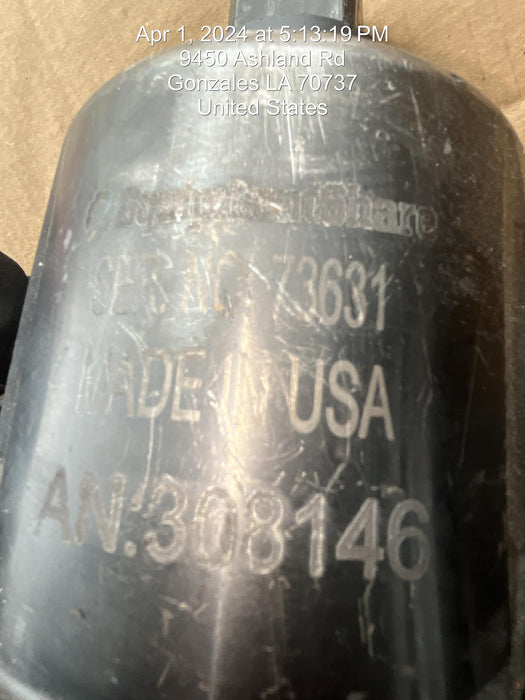 Apr 1, 2024 at 5:13:19 PM
9450 Ashland Rd
Gonzales LA 70737
United States
SER. NO: 73631
MADE IN USA
AN:308146